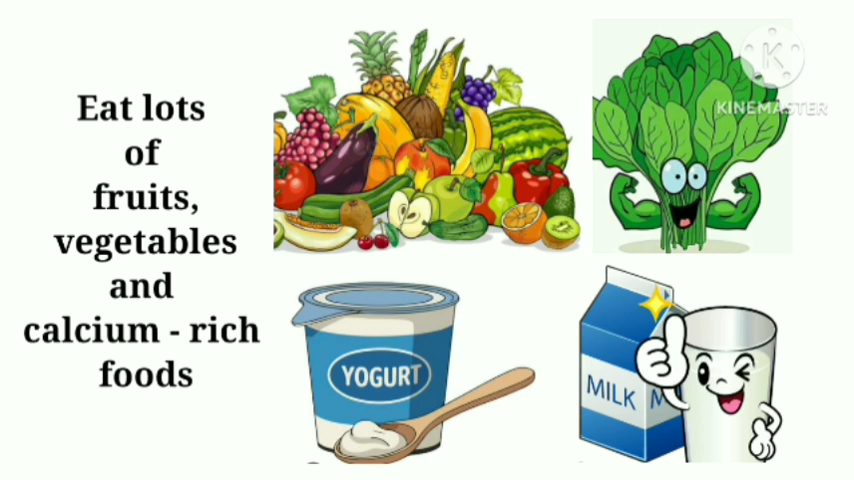 Eat lots
of
fruits,
vegetables
and
calcium - rich
foods
K
KINEMASTER
YOGURT
MILK
M